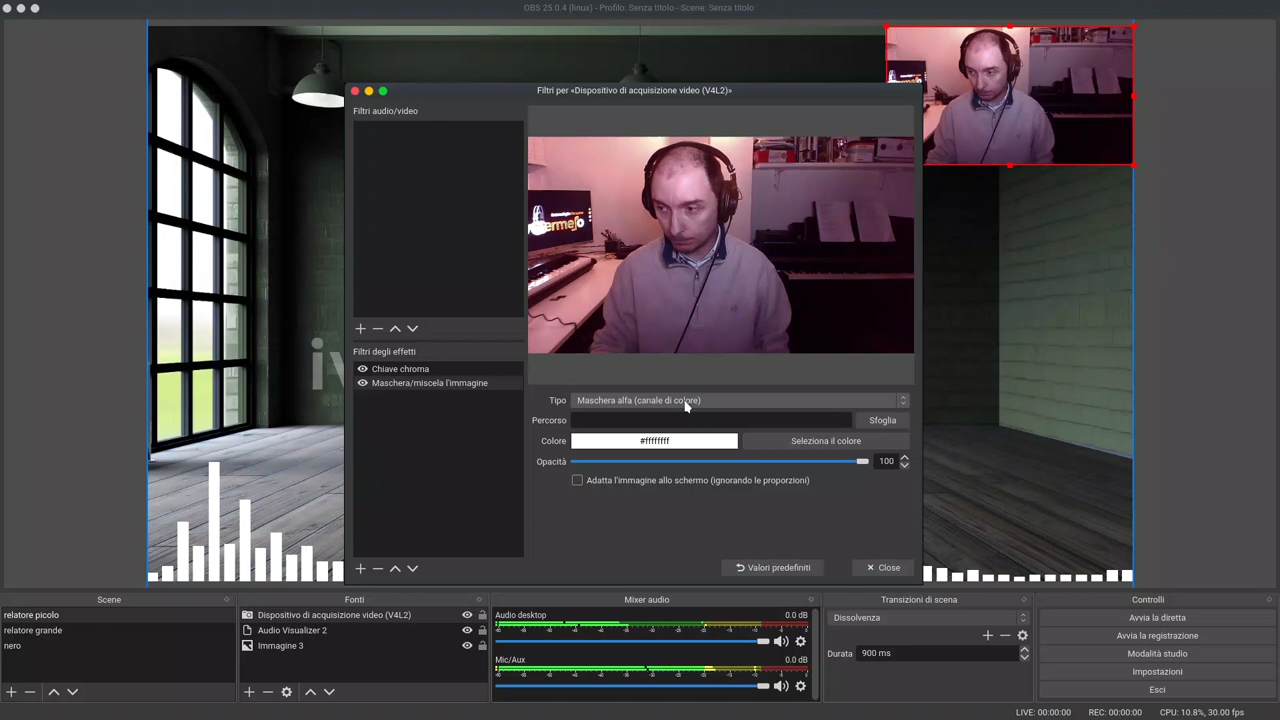 OBS 25.0.4 (linux) - Profilo: Senza titolo - Scene: Senza titolo
Filtri per «Dispositivo di acquisizione video (V4L2)»
Filtri audio/video
Filtri degli effetti
Chiave chroma
Maschera/miscela l'immagine
Tipo Maschera alfa (canale di colore)
Percorso Sfoglia
Colore #ffffffff Seleziona il colore
Opacità 100
Adatta l'immagine allo schermo (ignorando le proporzioni)
Valori predefiniti Close
iv
Scene
relatore picolo
relatore grande
nero
Fonti
Dispositivo di acquisizione video (V4L2)
Audio Visualizer 2
Immagine 3
Mixer audio
Audio desktop 0.0 dB
Mic/Aux 0.0 dB
Transizioni di scena
Dissolvenza
Durata 900 ms
Controlli
Avvia la diretta
Avvia la registrazione
Modalità studio
Impostazioni
Esci
LIVE: 00:00:00 REC: 00:00:00 CPU: 10.8%, 30.00 fps